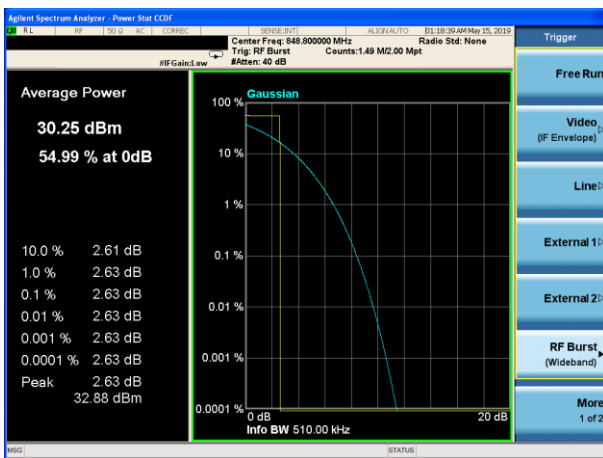 Agilent Spectrum Analyzer - Power Stat CCDF
RL RF 50 Ω AC CORREC SENSE:INT ALIGNAUTO 01:18:39 AM May 15, 2019
Center Freq: 848.800000 MHz Radio Std: None
Trig: RF Burst Counts:1.49 M/2.00 Mpt
#IFGain:Low #Atten: 40 dB
Trigger
Average Power
30.25 dBm
54.99 % at 0dB
10.0 % 2.61 dB
1.0 % 2.63 dB
0.1 % 2.63 dB
0.01 % 2.63 dB
0.001 % 2.63 dB
0.0001 % 2.63 dB
Peak 2.63 dB
32.88 dBm
Gaussian
100 %
10 %
1 %
0.1 %
0.01 %
0.001 %
0.0001 %
0 dB 20 dB
Info BW 510.00 kHz
Free Run
Video
(IF Envelope)
Line
External 1
External 2
RF Burst
(Wideband)
More
1 of 2
MSG STATUS